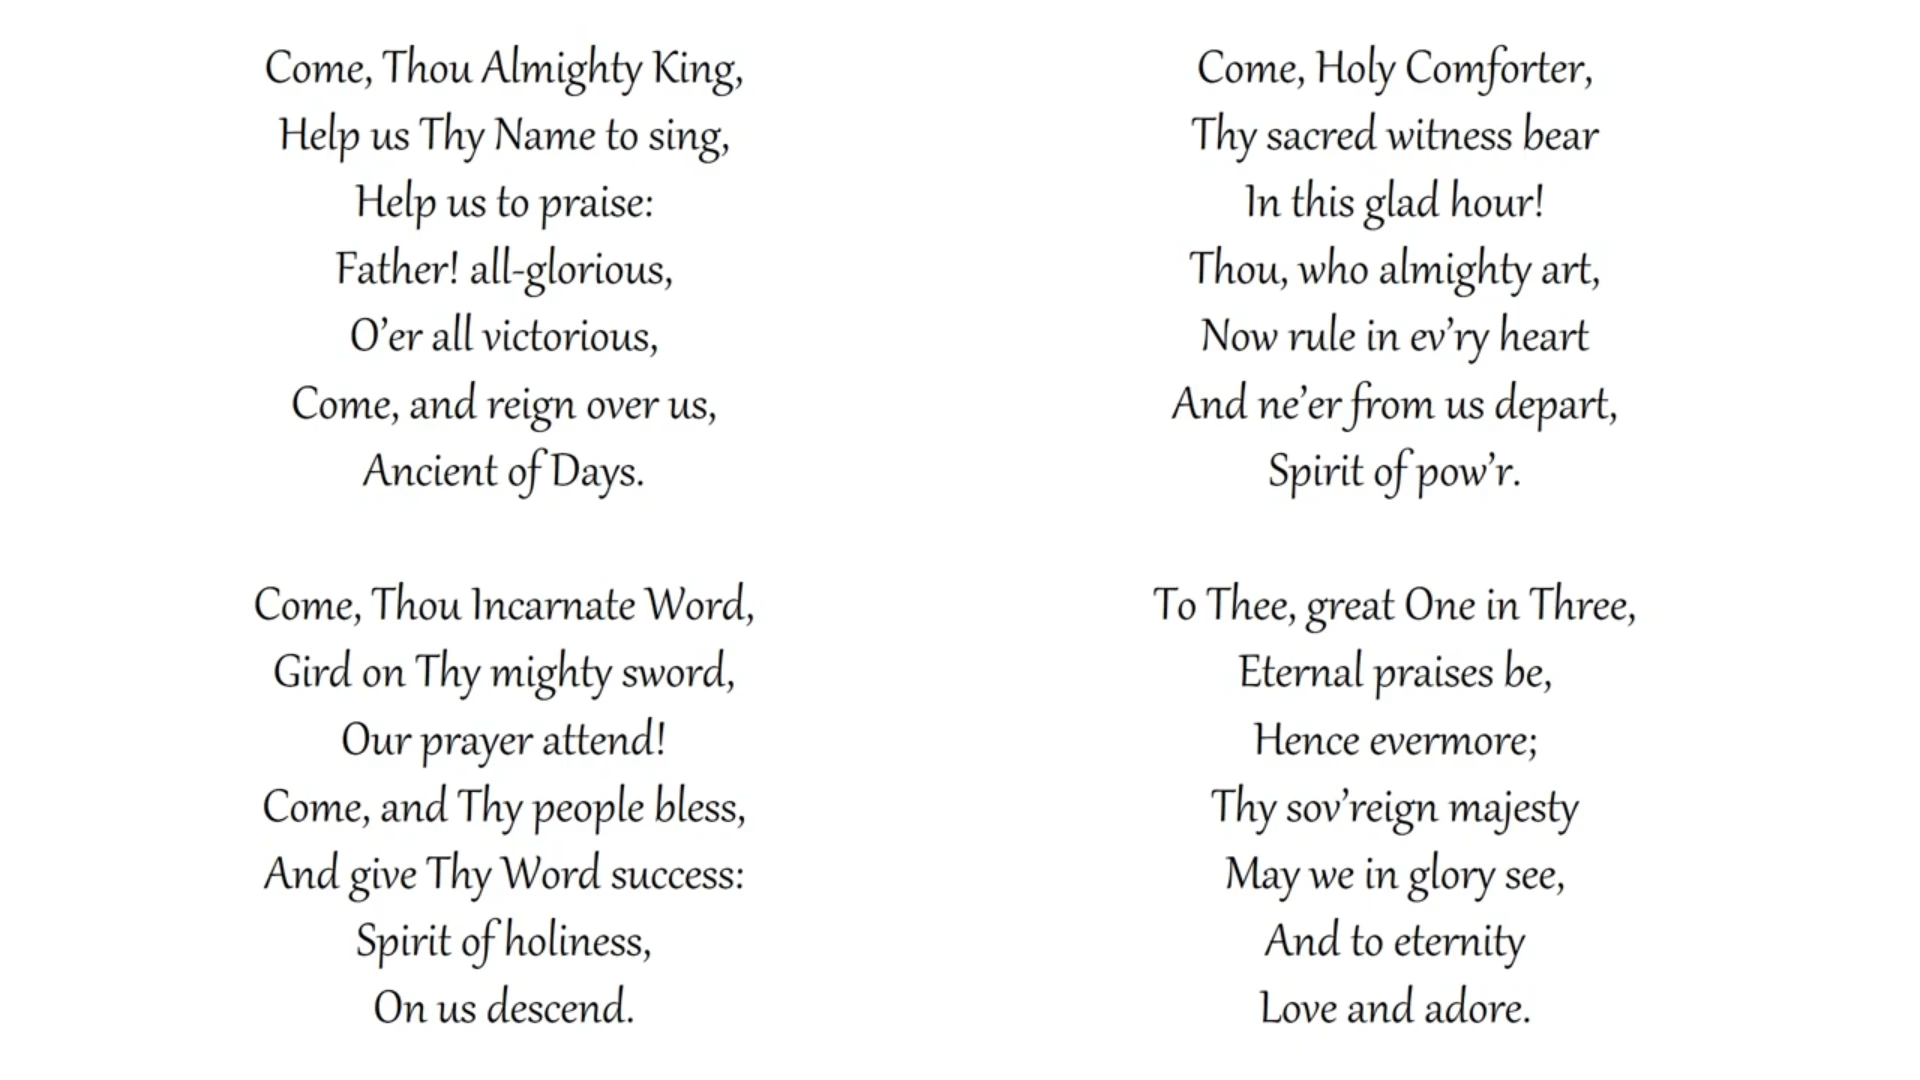 Come, Thou Almighty King,
Help us Thy Name to sing,
Help us to praise:
Father! all-glorious,
O’er all victorious,
Come, and reign over us,
Ancient of Days.
Come, Thou Incarnate Word,
Gird on Thy mighty sword,
Our prayer attend!
Come, and Thy people bless,
And give Thy Word success:
Spirit of holiness,
On us descend.
Come, Holy Comforter,
Thy sacred witness bear
In this glad hour!
Thou, who almighty art,
Now rule in ev’ry heart
And ne’er from us depart,
Spirit of pow’r.
To Thee, great One in Three,
Eternal praises be,
Hence evermore;
Thy sov’reign majesty
May we in glory see,
And to eternity
Love and adore.